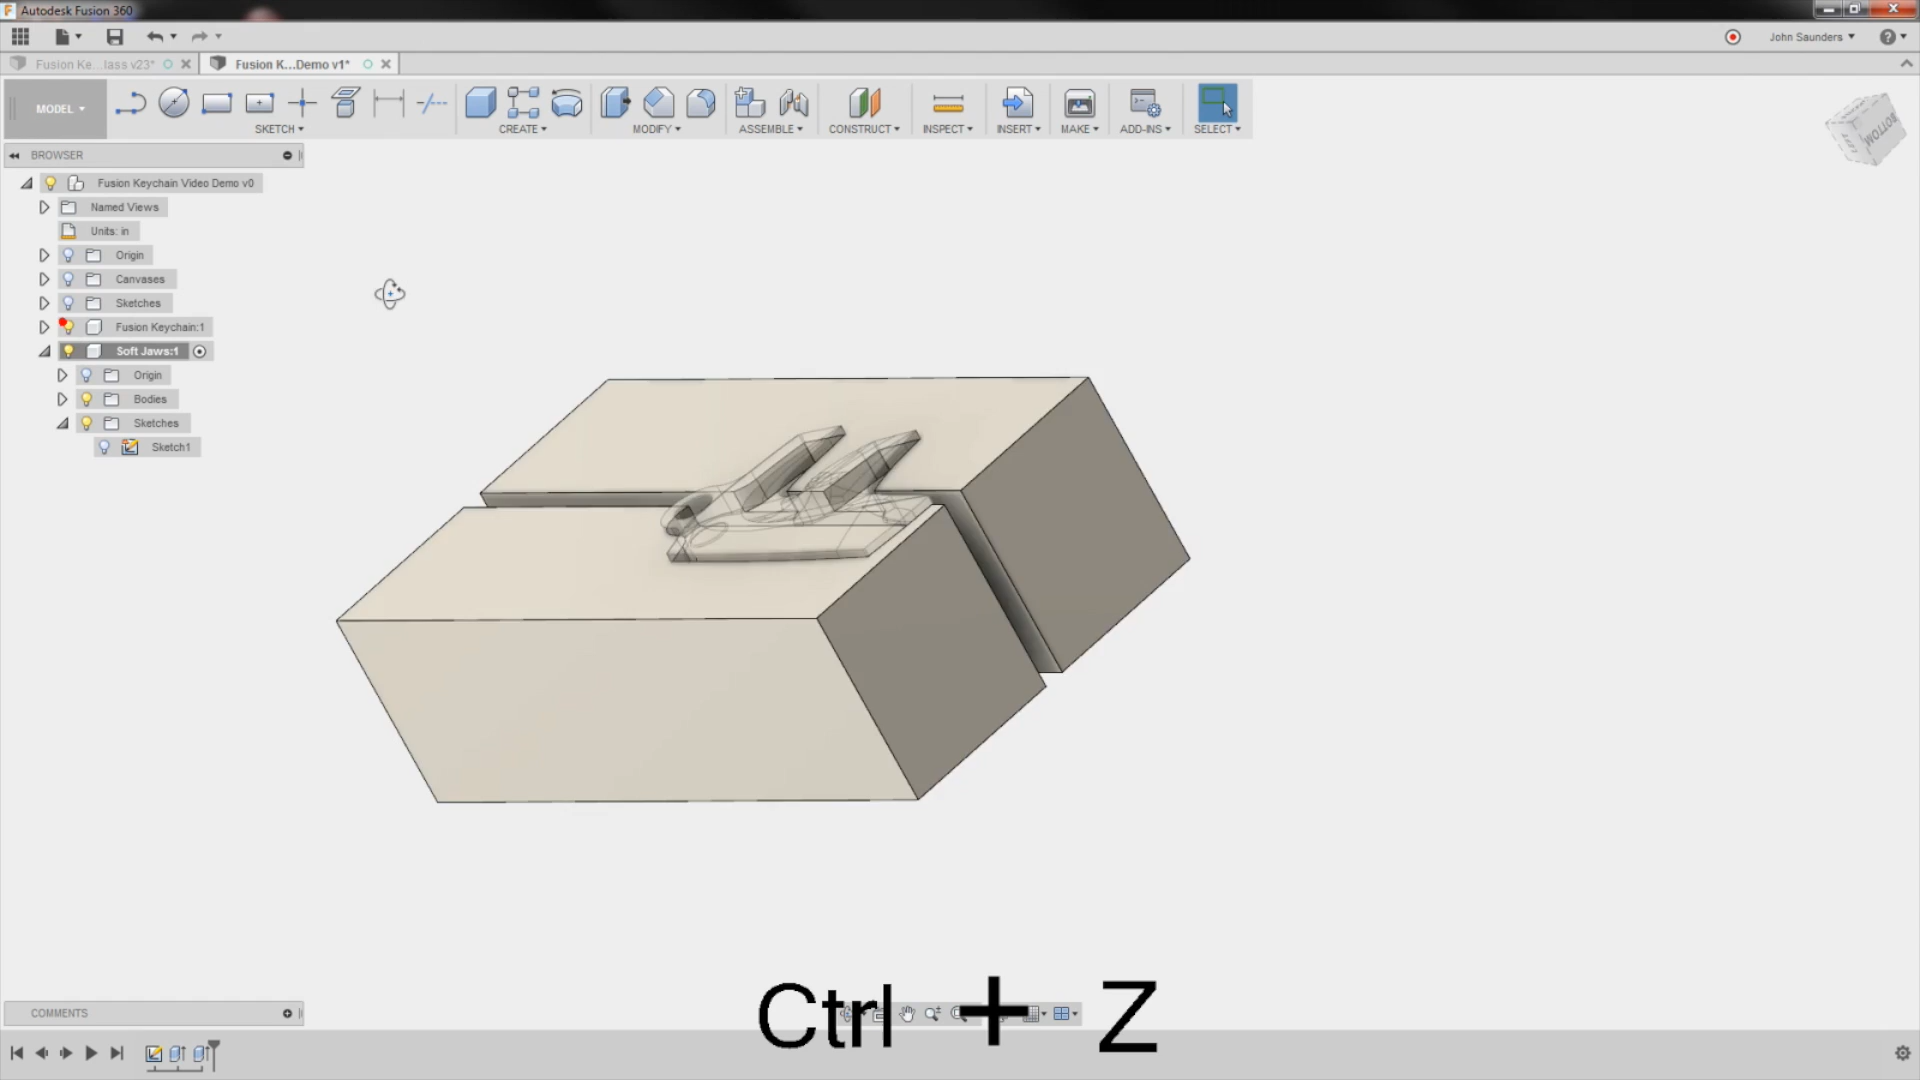 Autodesk Fusion 360
John Saunders
Fusion Ke...lass v23*
Fusion K...Demo v1*
MODEL
SKETCH
CREATE
MODIFY
ASSEMBLE
CONSTRUCT
INSPECT
INSERT
MAKE
ADD-INS
SELECT
BOTTOM
BROWSER
Fusion Keychain Video Demo v0
Named Views
Units: in
Origin
Canvases
Sketches
Fusion Keychain:1
Soft Jaws:1
Origin
Bodies
Sketches
Sketch1
COMMENTS
Ctrl + Z